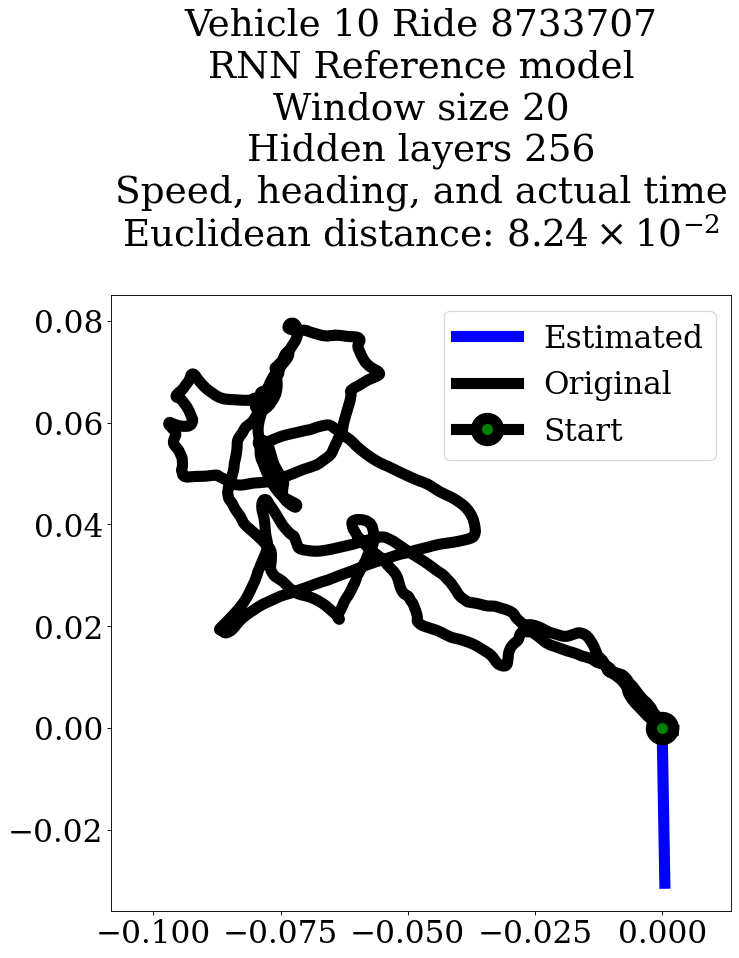 Vehicle 10 Ride 8733707
RNN Reference model
Window size 20
Hidden layers 256
Speed, heading, and actual time
Euclidean distance: 8.24 × 10⁻²
Estimated
Original
Start
0.08
0.06
0.04
0.02
0.00
−0.02
−0.100 −0.075 −0.050 −0.025 0.000